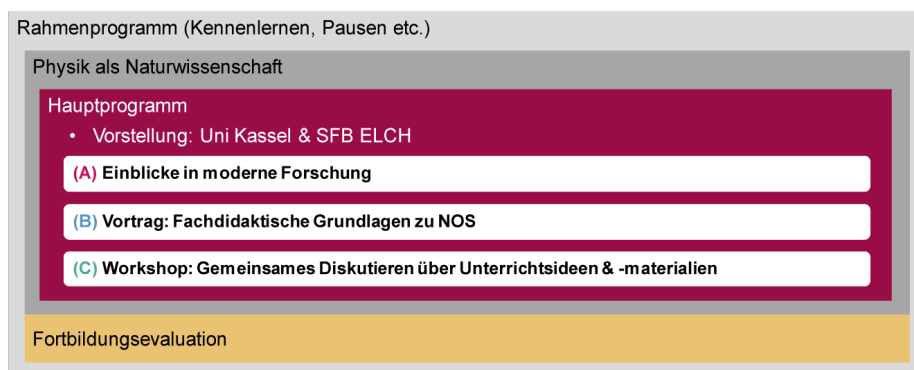 Rahmenprogramm (Kennenlernen, Pausen etc.)
Physik als Naturwissenschaft
Hauptprogramm
• Vorstellung: Uni Kassel & SFB ELCH
(A) Einblicke in moderne Forschung
(B) Vortrag: Fachdidaktische Grundlagen zu NOS
(C) Workshop: Gemeinsames Diskutieren über Unterrichtsideen & -materialien
Fortbildungsevaluation